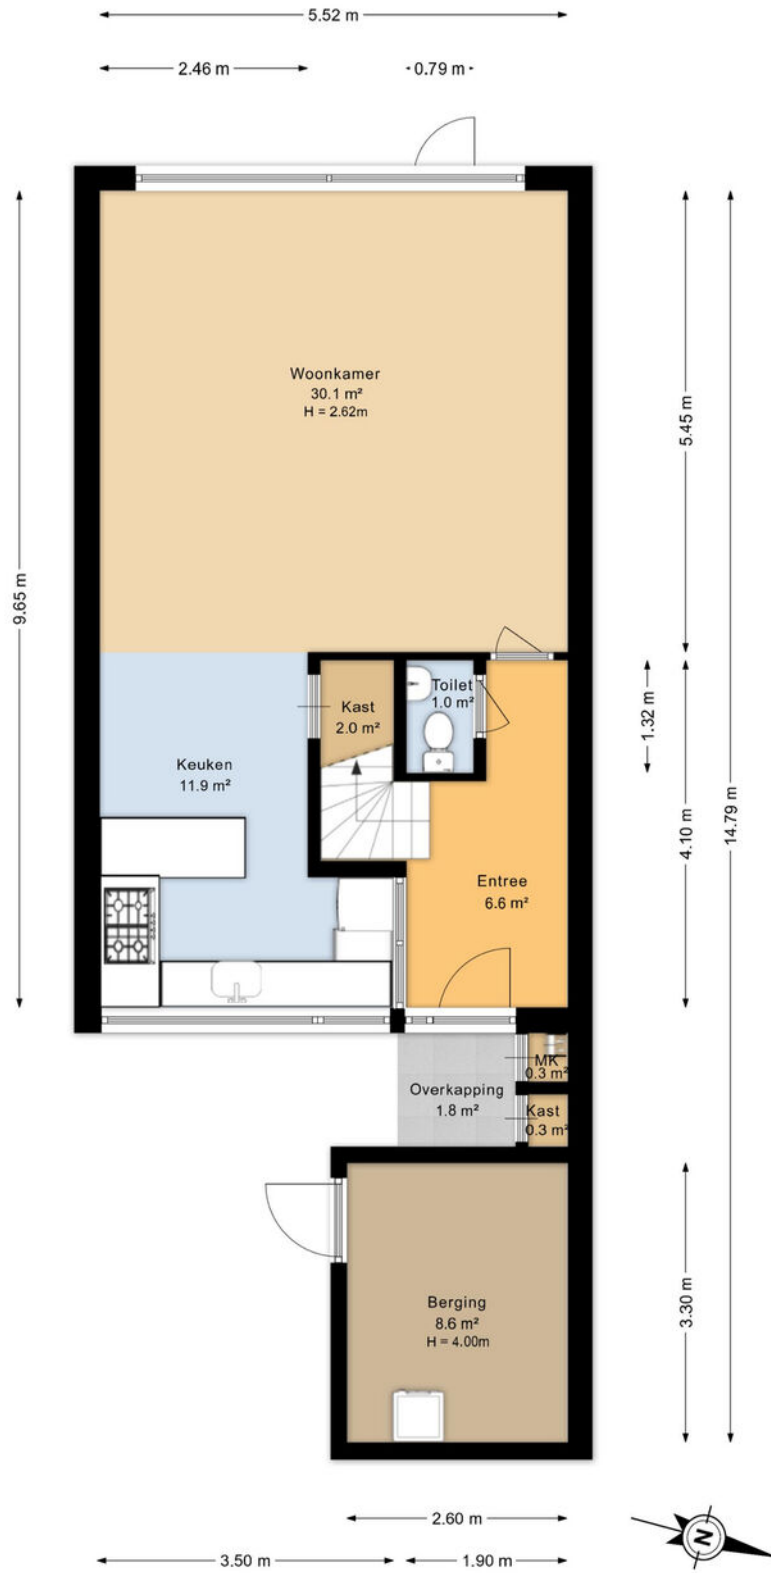 5.52 m
2.46 m
0.79 m
Woonkamer
30.1 m²
H = 2.62m
5.45 m
9.65 m
14.79 m
Toilet
1.0 m²
Kast
2.0 m²
1.32 m
Keuken
11.9 m²
4.10 m
Entree
6.6 m²
MK
0.3 m²
Overkapping
1.8 m²
Kast
0.3 m²
Berging
8.6 m²
H = 4.00m
3.30 m
2.60 m
3.50 m
1.90 m
N